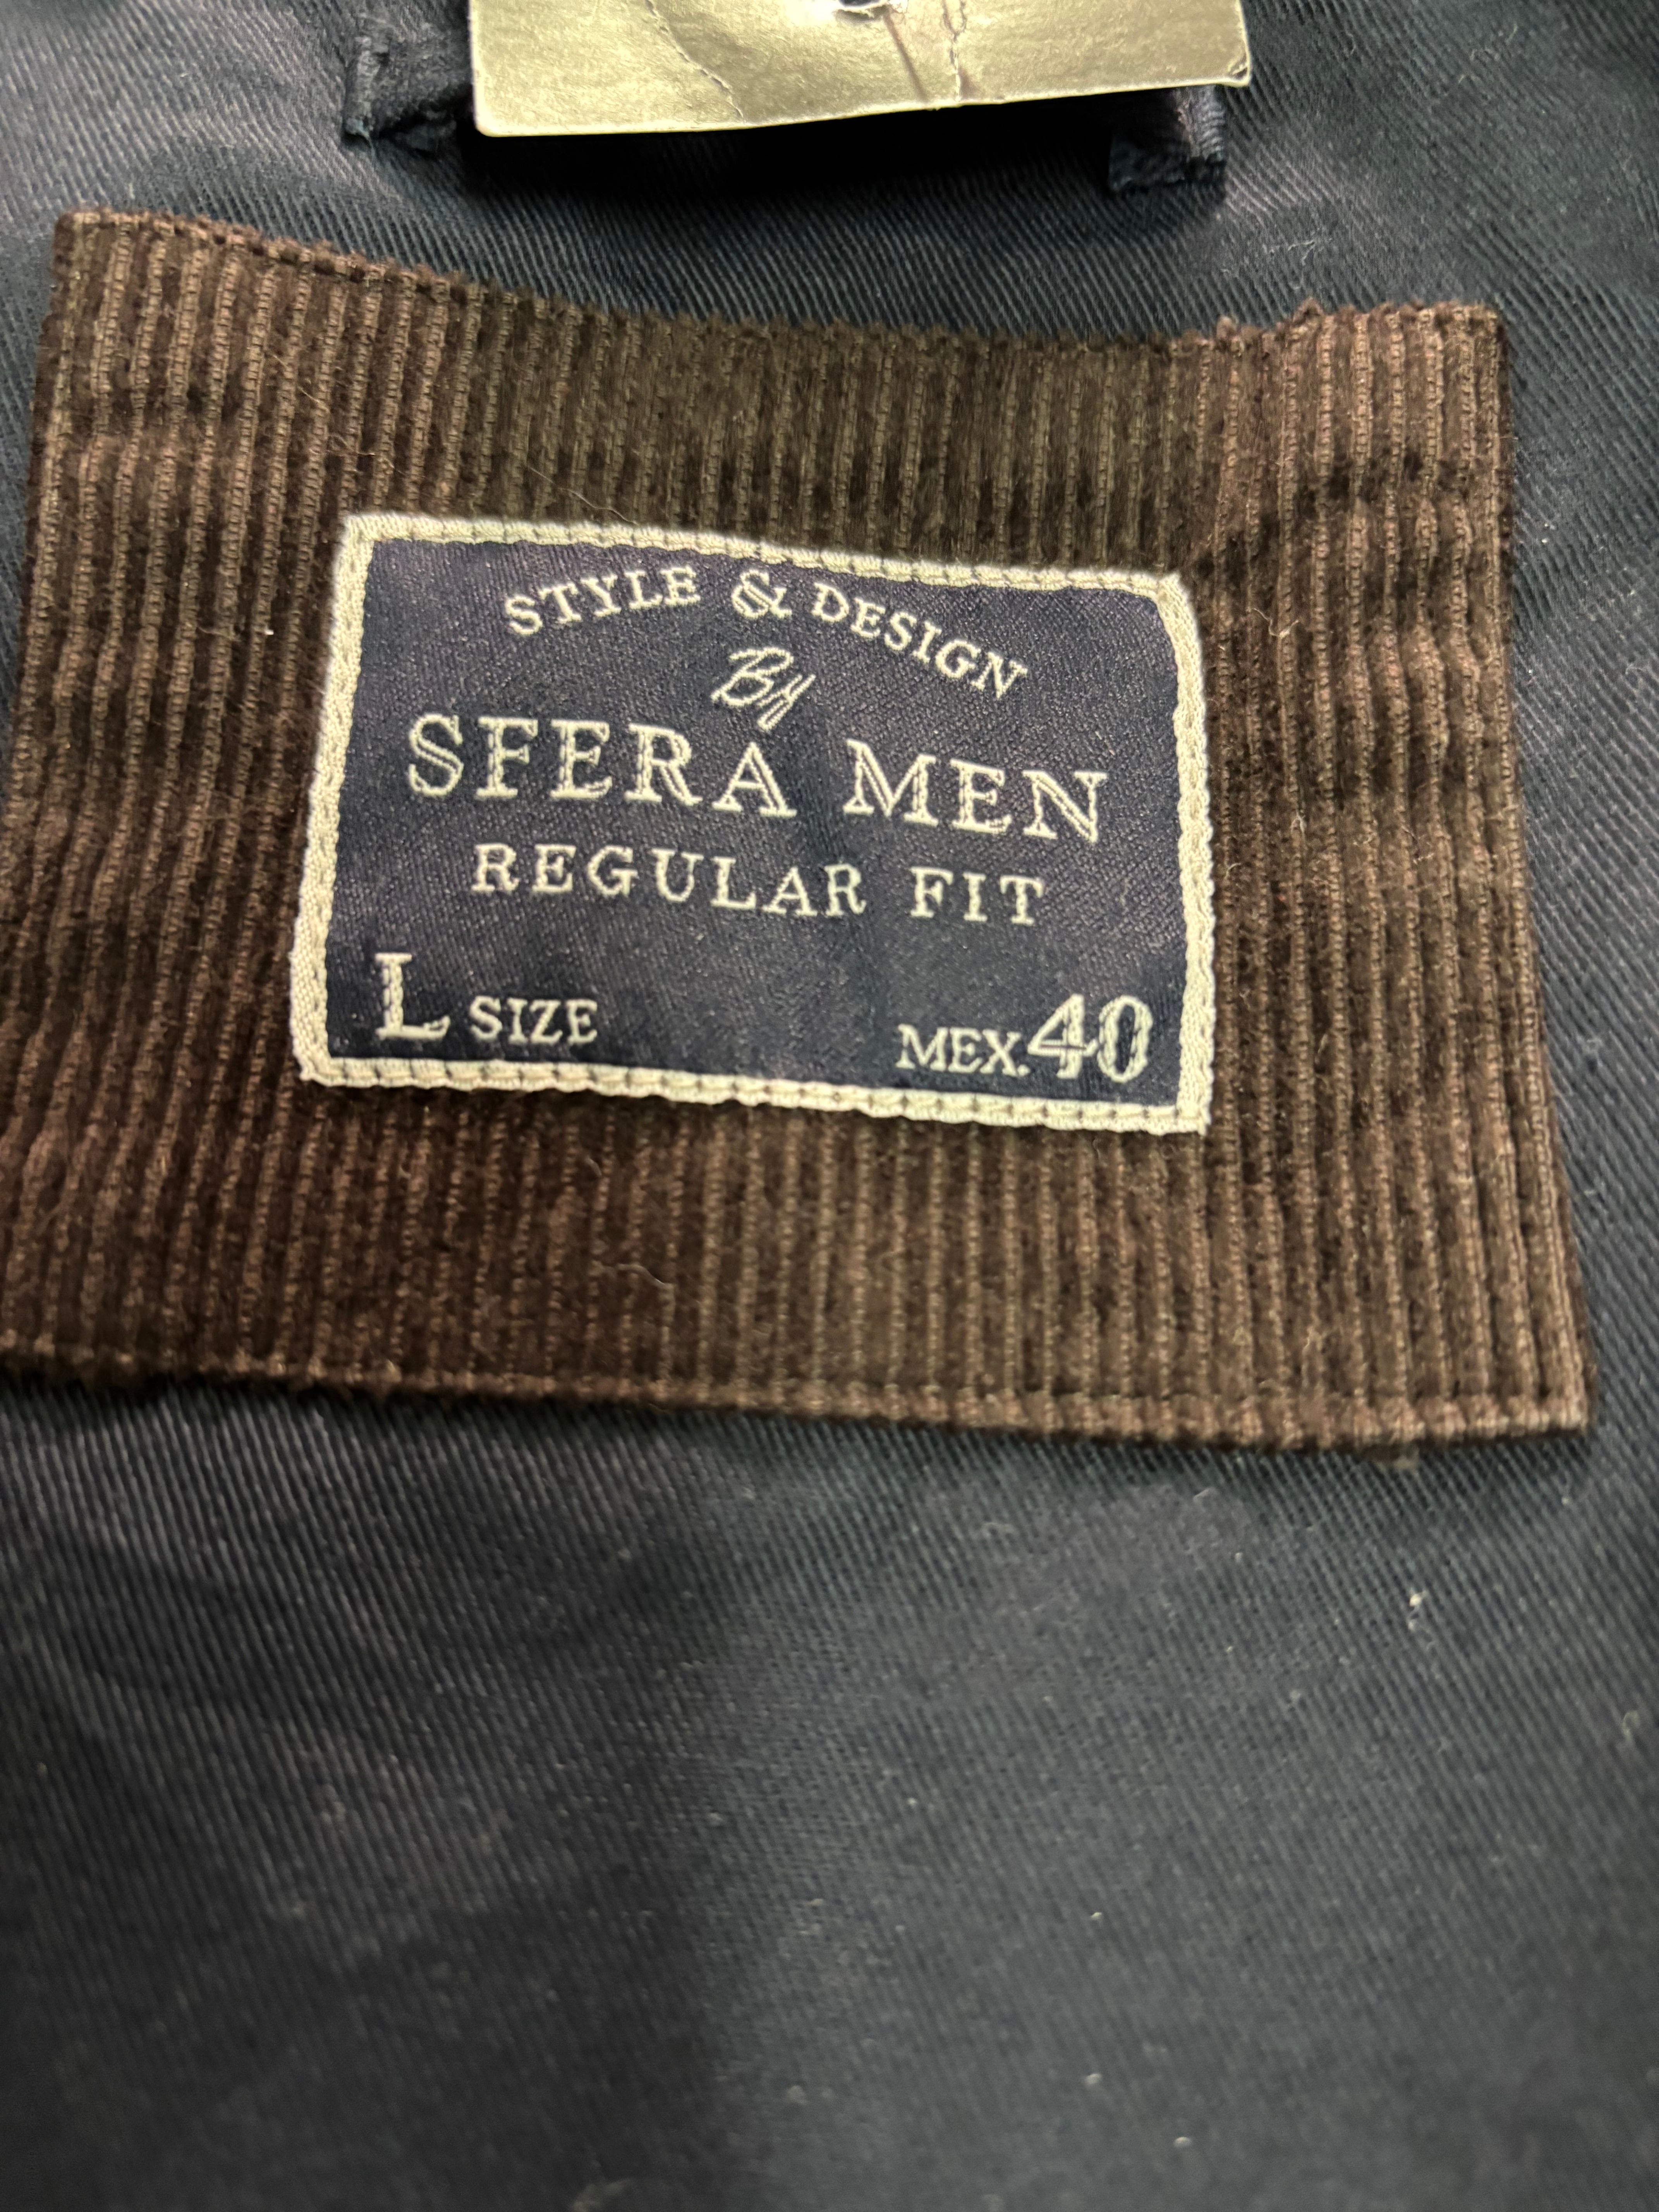 STYLE & DESIGN
By
SFERA MEN
REGULAR FIT
L SIZE
MEX.40